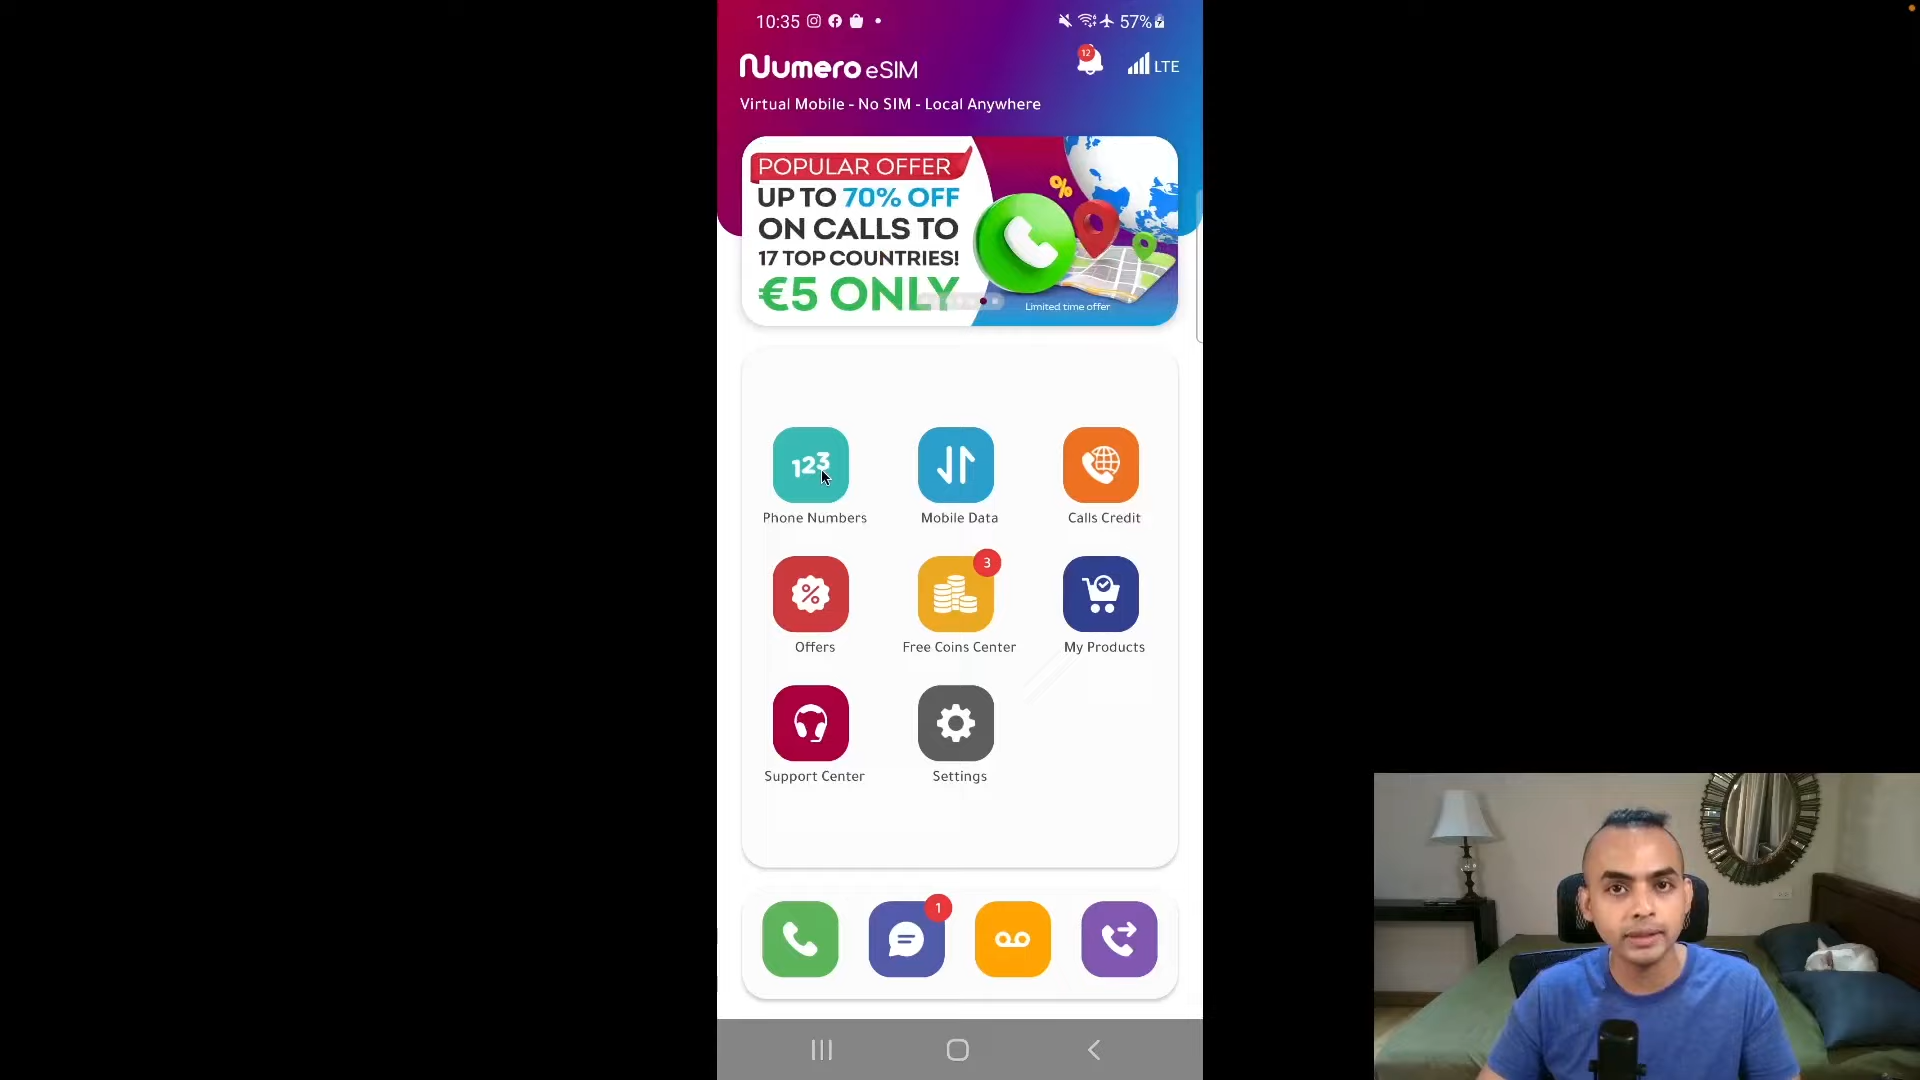 10:35
57%
Numero eSIM
12
LTE
Virtual Mobile - No SIM - Local Anywhere
POPULAR OFFER
UP TO 70% OFF
ON CALLS TO
17 TOP COUNTRIES!
€5 ONLY
%
Limited time offer
123
Phone Numbers
Mobile Data
Calls Credit
%
3
Offers
Free Coins Center
My Products
Support Center
Settings
1